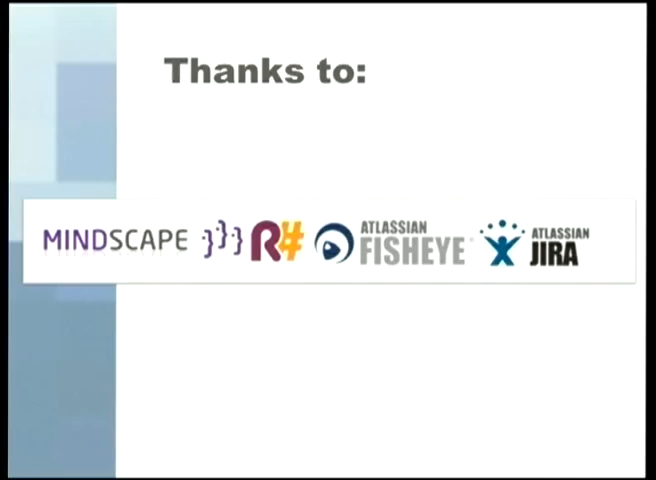 Thanks to:
MINDSCAPE
R#
ATLASSIAN
FISHEYE
ATLASSIAN
JIRA